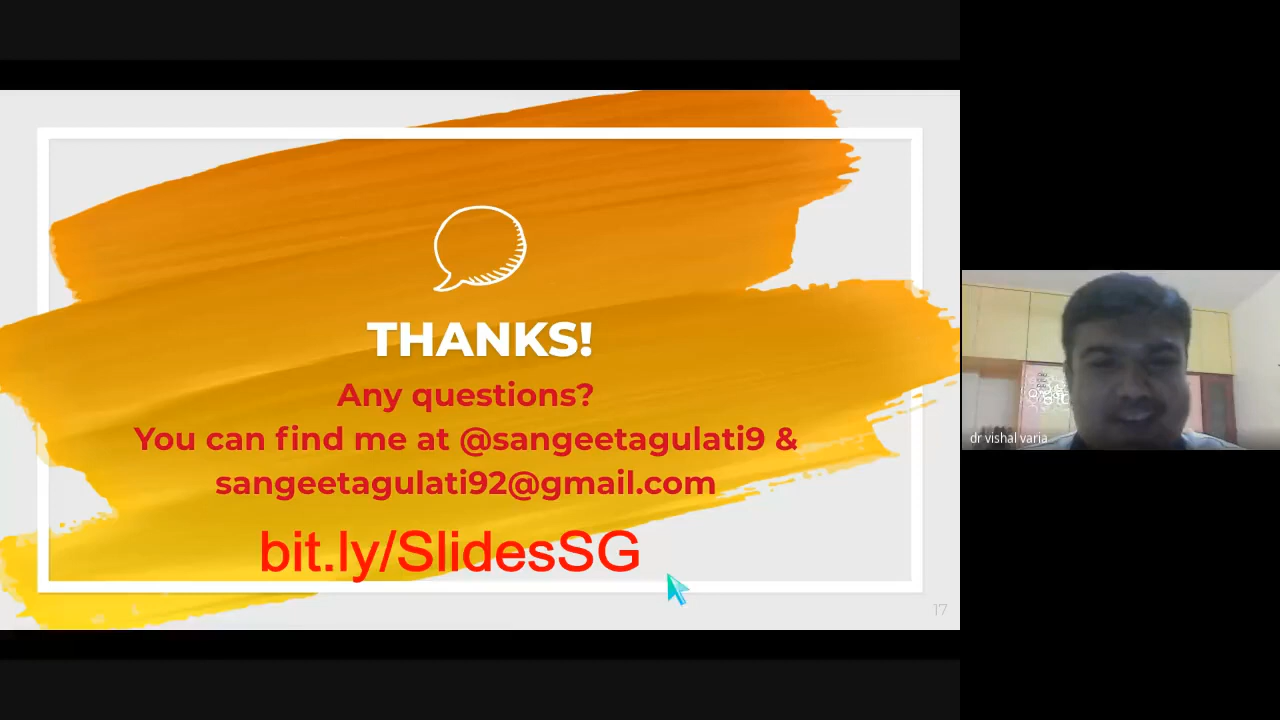 THANKS!
Any questions?
You can find me at @sangeetagulati9 &
sangeetagulati92@gmail.com
bit.ly/SlidesSG
17
dr vishal varia